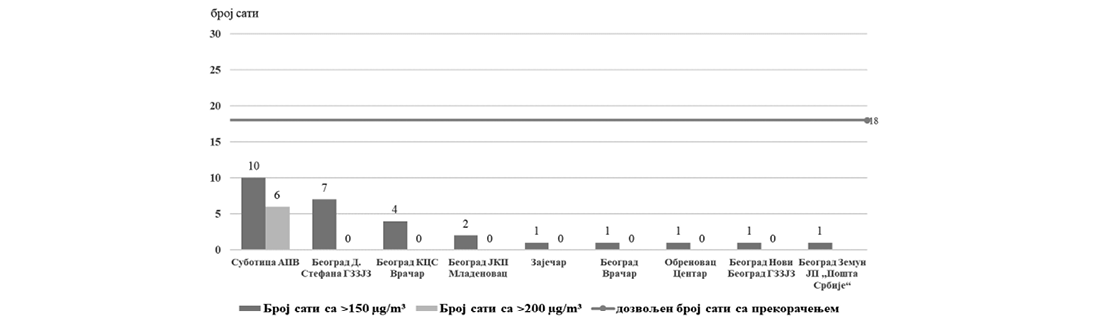 број сати
30
25
20
15
10
5
0
18
10
6
7
0
4
0
2
0
1
0
1
0
1
0
1
0
1
Суботица АПВ
Београд Д.
Стефана ГЗЗЈЗ
Београд КЦС
Врачар
Београд ЈКП
Младеновац
Зајечар
Београд
Врачар
Обреновац
Центар
Београд Нови
Београд ГЗЗЈЗ
Београд Земун
ЈП „Пошта
Србије“
Број сати са >150 µg/m³
Број сати са >200 µg/m³
дозвољен број сати са прекорачењем